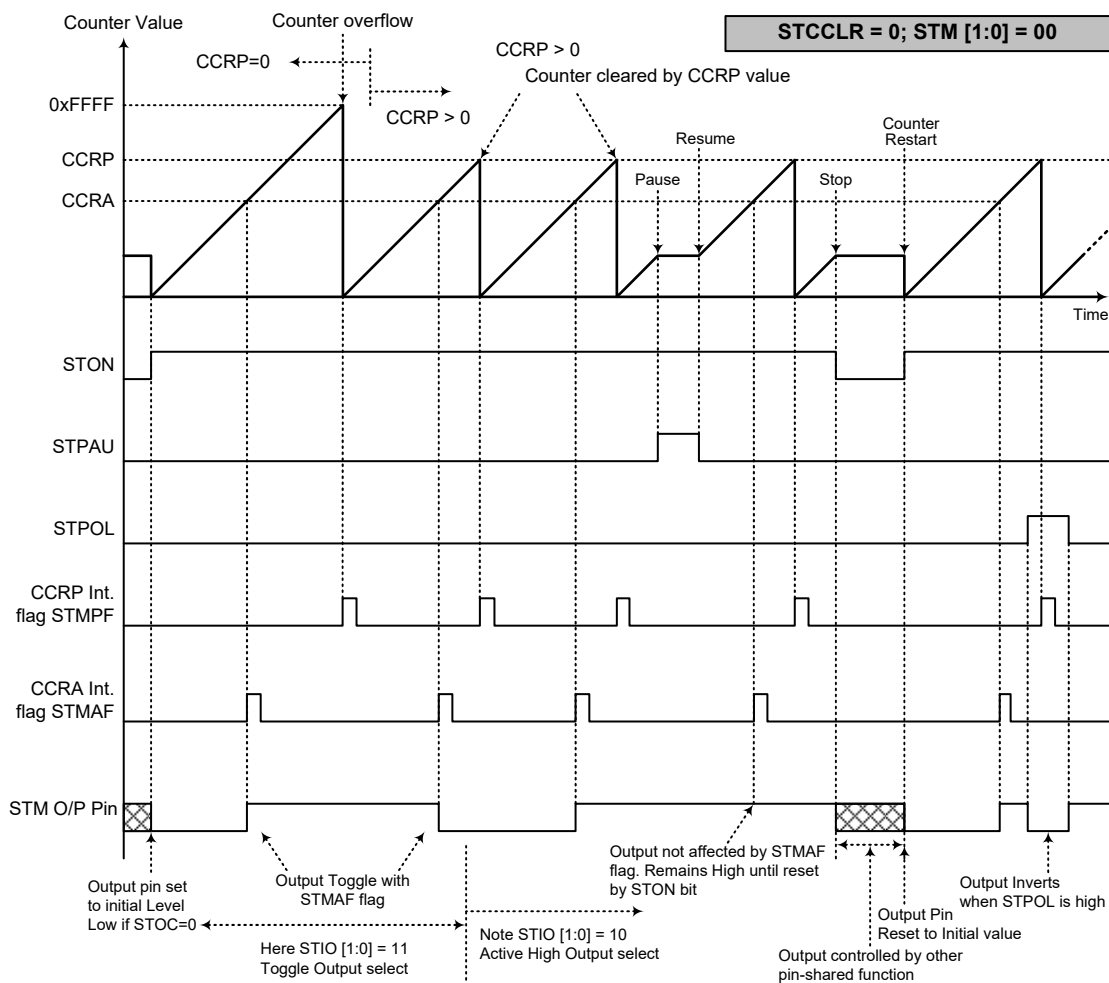 Counter Value
Counter overflow
STCCLR = 0; STM [1:0] = 00
CCRP=0
CCRP > 0
CCRP > 0
Counter cleared by CCRP value
0xFFFF
CCRP
CCRA
Pause
Resume
Stop
Counter
Restart
Time
STON
STPAU
STPOL
CCRP Int.
flag STMPF
CCRA Int.
flag STMAF
STM O/P Pin
Output pin set
to initial Level
Low if STOC=0
Output Toggle with
STMAF flag
Here STIO [1:0] = 11
Toggle Output select
Note STIO [1:0] = 10
Active High Output select
Output not affected by STMAF
flag. Remains High until reset
by STON bit
Output controlled by other
pin-shared function
Output Pin
Reset to Initial value
Output Inverts
when STPOL is high